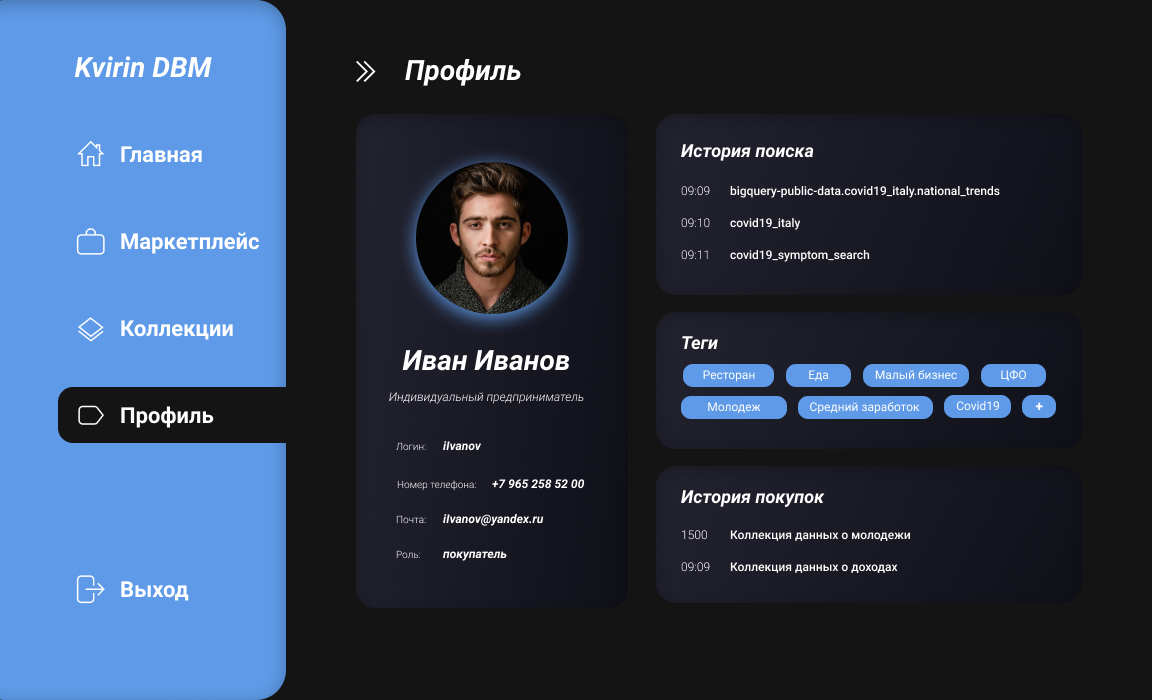 Kvirin DBM
Главная
Маркетплейс
Коллекции
Профиль
Выход
Профиль
Иван Иванов
Индивидуальный предприниматель
Логин: iIvanov
Номер телефона: +7 965 258 52 00
Почта: iIvanov@yandex.ru
Роль: покупатель
История поиска
09:09 bigquery-public-data.covid19_italy.national_trends
09:10 covid19_italy
09:11 covid19_symptom_search
Теги
Ресторан Еда Малый бизнес ЦФО
Молодеж Средний заработок Covid19 +
История покупок
1500 Коллекция данных о молодежи
09:09 Коллекция данных о доходах